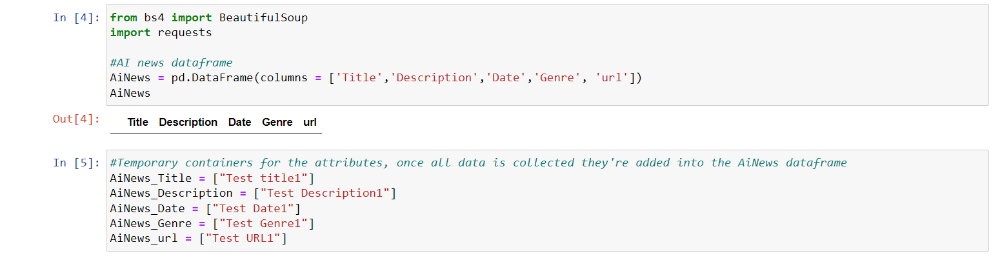 In [4]: from bs4 import BeautifulSoup
import requests
#AI news dataframe
AiNews = pd.DataFrame(columns = ['Title','Description','Date','Genre', 'url'])
AiNews
Out[4]: Title Description Date Genre url
In [5]: #Temporary containers for the attributes, once all data is collected they're added into the AiNews dataframe
AiNews_Title = ["Test title1"]
AiNews_Description = ["Test Description1"]
AiNews_Date = ["Test Date1"]
AiNews_Genre = ["Test Genre1"]
AiNews_url = ["Test URL1"]